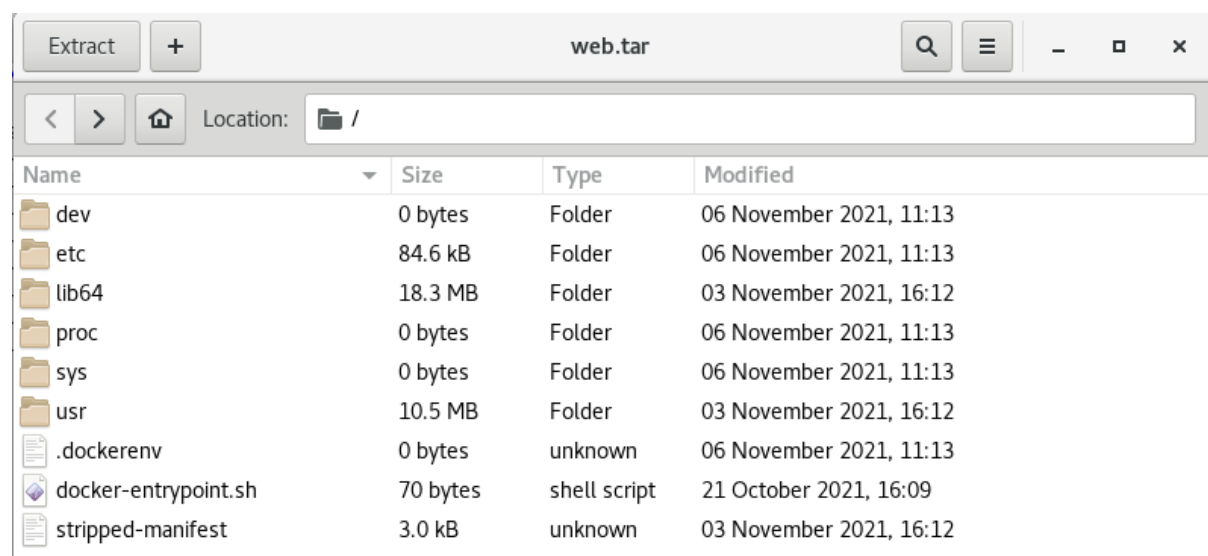 Extract + web.tar
Location: /
Name Size Type Modified
dev 0 bytes Folder 06 November 2021, 11:13
etc 84.6 kB Folder 06 November 2021, 11:13
lib64 18.3 MB Folder 03 November 2021, 16:12
proc 0 bytes Folder 06 November 2021, 11:13
sys 0 bytes Folder 06 November 2021, 11:13
usr 10.5 MB Folder 03 November 2021, 16:12
.dockerenv 0 bytes unknown 06 November 2021, 11:13
docker-entrypoint.sh 70 bytes shell script 21 October 2021, 16:09
stripped-manifest 3.0 kB unknown 03 November 2021, 16:12